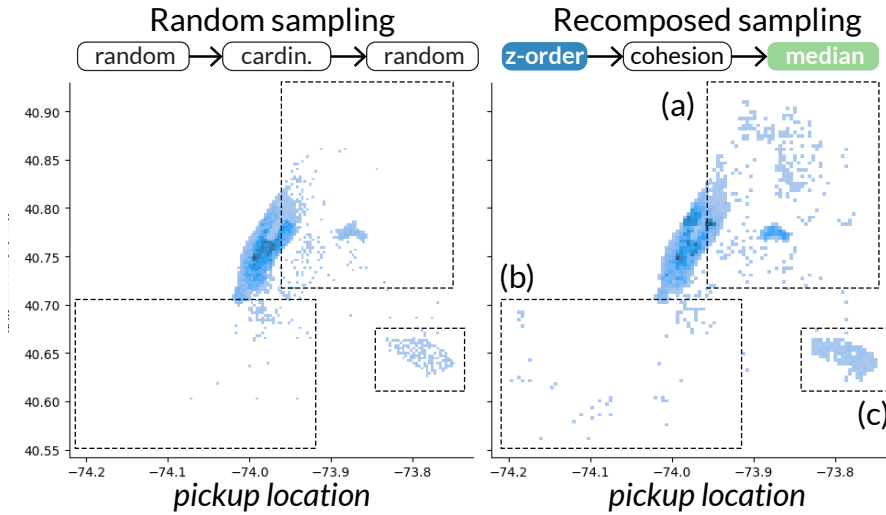 Random sampling
random
cardin.
random
Recomposed sampling
z-order
cohesion
median
40.90
40.85
40.80
40.75
40.70
40.65
40.60
40.55
−74.2
−74.1
−74.0
−73.9
−73.8
pickup location
(a)
(b)
(c)
−74.2
−74.1
−74.0
−73.9
−73.8
pickup location